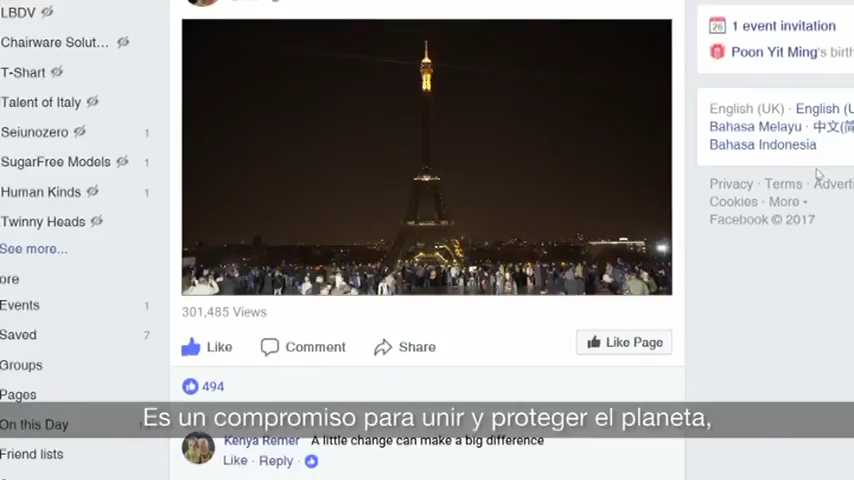 LBDV
Chairware Solut...
T-Shart
Talent of Italy
Seiunozero 1
SugarFree Models 1
Human Kinds 1
Twinny Heads
See more...
ore
Events 1
Saved 7
Groups
Pages
On this Day
Friend lists
301,485 Views
Like Comment Share
Like Page
494
Es un compromiso para unir y proteger el planeta,
Kenya Remer A little change can make a big difference
Like · Reply ·
26 1 event invitation
Poon Yit Ming's birth
English (UK) · English (U
Bahasa Melayu · 中文(简
Bahasa Indonesia
Privacy · Terms · Adverti
Cookies · More
Facebook © 2017